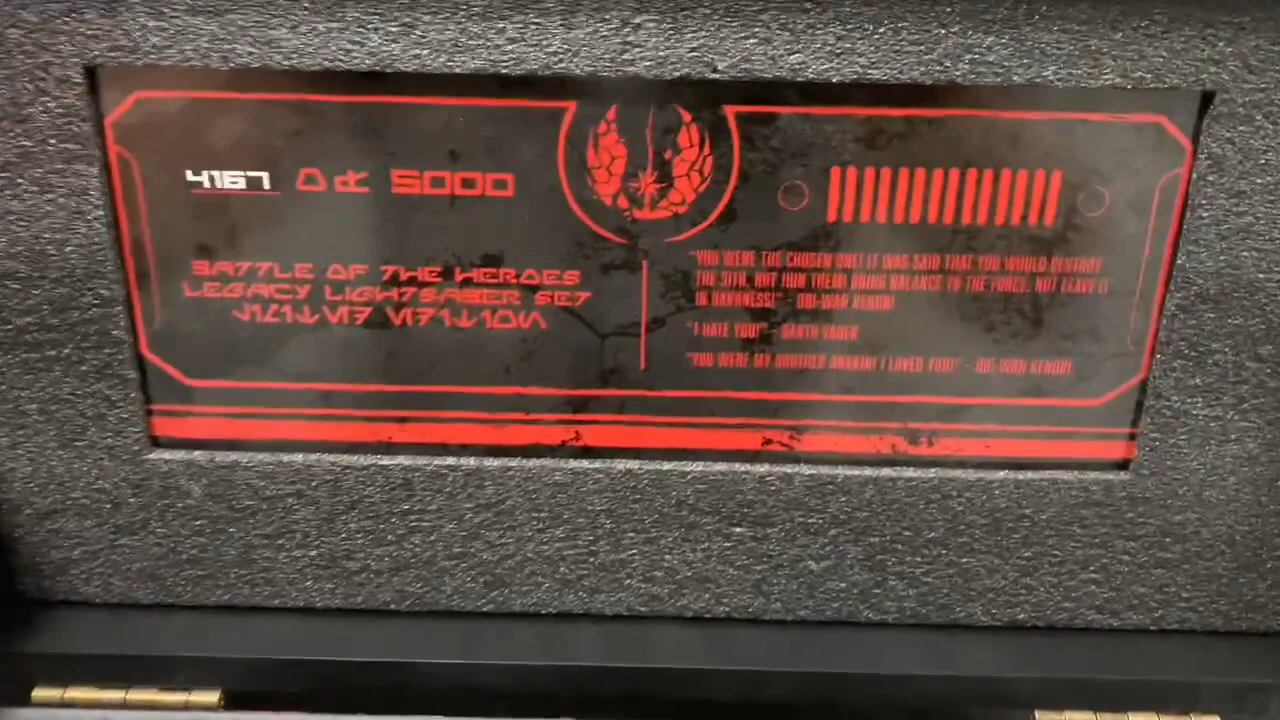 4167 OF 5000
BATTLE OF THE HEROES
LEGACY LIGHTSABER SET
"YOU WERE THE CHOSEN ONE! IT WAS SAID THAT YOU WOULD DESTROY
THE SITH, NOT JOIN THEM! BRING BALANCE TO THE FORCE, NOT LEAVE IT
IN DARKNESS!" - OBI-WAN KENOBI
"I HATE YOU!" - DARTH VADER
"YOU WERE MY BROTHER ANAKIN! I LOVED YOU!" - OBI-WAN KENOBI